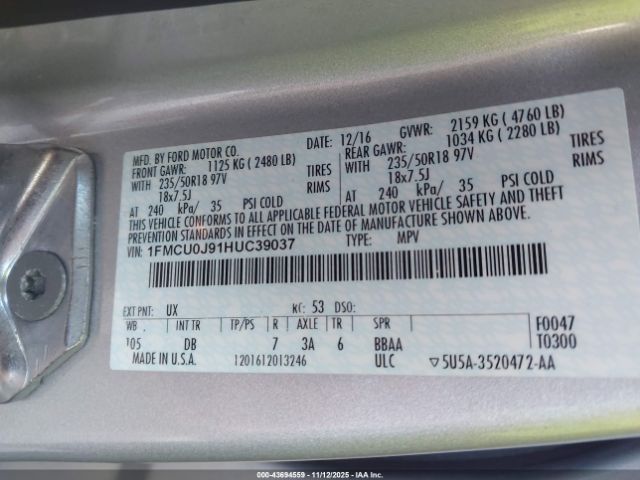 MFD. BY FORD MOTOR CO.
DATE: 12/16
GVWR: 2159 KG ( 4760 LB)
FRONT GAWR: 1125 KG ( 2480 LB)
REAR GAWR: 1034 KG ( 2280 LB)
WITH 235/50R18 97V TIRES
WITH 235/50R18 97V TIRES
18x7.5J RIMS
18x7.5J RIMS
AT 240 kPa/ 35 PSI COLD
AT 240 kPa/ 35 PSI COLD
THIS VEHICLE CONFORMS TO ALL APPLICABLE FEDERAL MOTOR VEHICLE SAFETY AND THEFT
PREVENTION STANDARDS IN EFFECT ON THE DATE OF MANUFACTURE SHOWN ABOVE.
VIN: 1FMCU0J91HUC39037
TYPE: MPV
EXT PNT: UX RC: 53 DSO:
WB INT TR TP/PS R AXLE TR SPR
F0047
105 DB 7 3A 6 BBAA
T0300
MADE IN U.S.A. 1201612013246 ULC ▽5U5A-3520472-AA
00-43694559 - 11/12/2025 - IAA Inc.